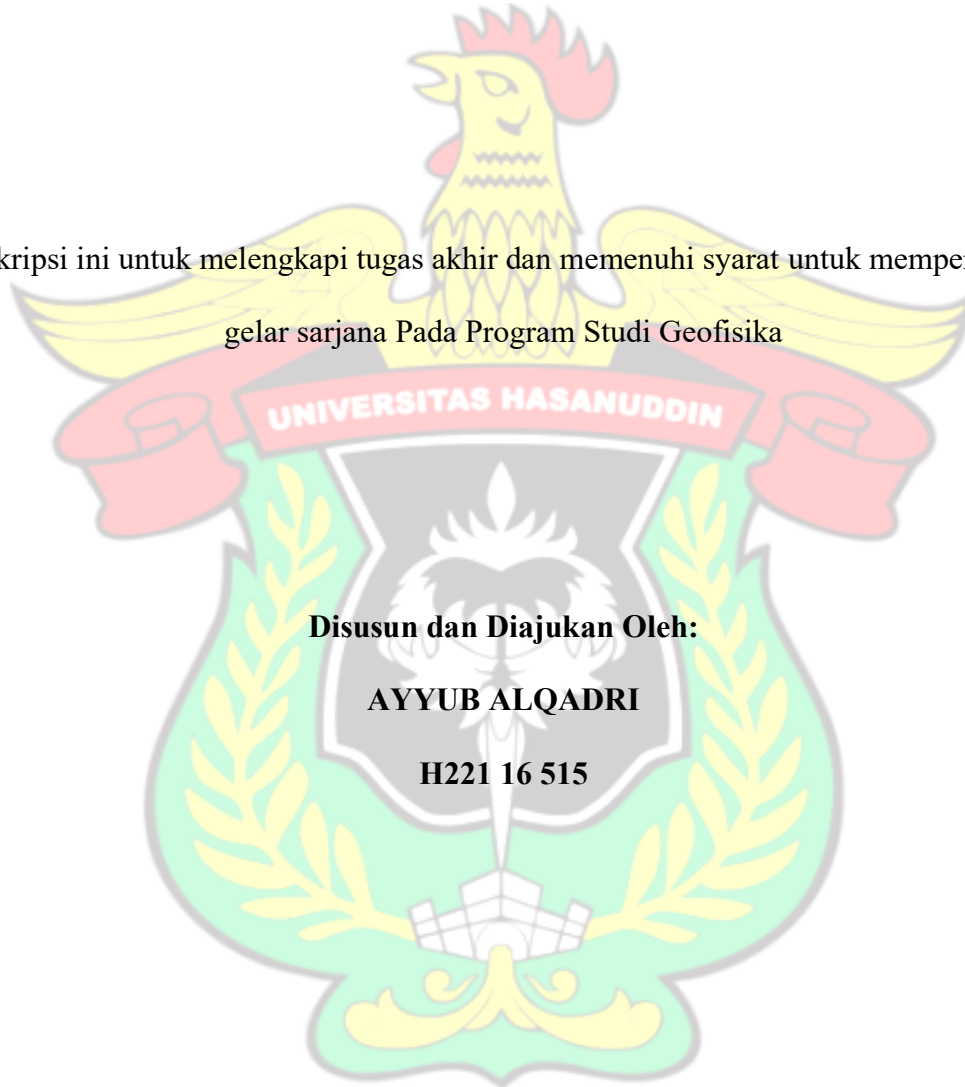 kripsi ini untuk melengkapi tugas akhir dan memenuhi syarat untuk mempe
gelar sarjana Pada Program Studi Geofisika
UNIVERSITAS HASANUDDIN
Disusun dan Diajukan Oleh:
AYYUB ALQADRI
H221 16 515